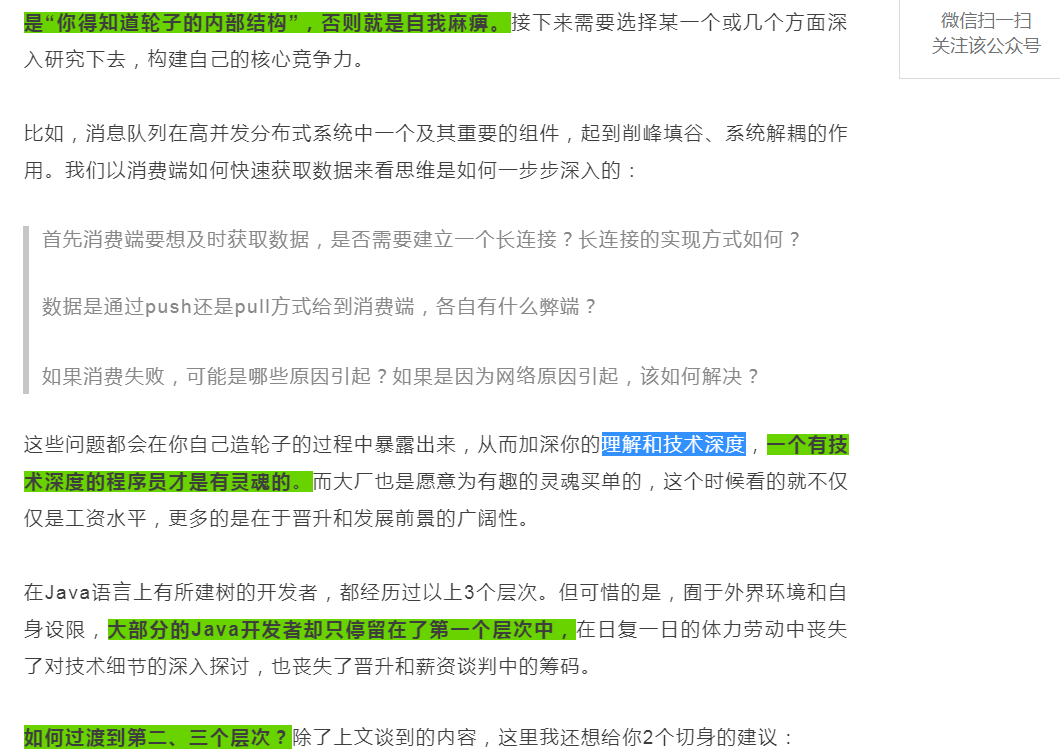 是“你得知道轮子的内部结构”，否则就是自我麻痹。接下来需要选择某一个或几个方面深
入研究下去，构建自己的核心竞争力。
比如，消息队列在高并发分布式系统中一个及其重要的组件，起到削峰填谷、系统解耦的作
用。我们以消费端如何快速获取数据来看思维是如何一步步深入的：
首先消费端要想及时获取数据，是否需要建立一个长连接？长连接的实现方式如何？
数据是通过push还是pull方式给到消费端，各自有什么弊端？
如果消费失败，可能是哪些原因引起？如果是因为网络原因引起，该如何解决？
这些问题都会在你自己造轮子的过程中暴露出来，从而加深你的理解和技术深度，一个有技
术深度的程序员才是有灵魂的。而大厂也是愿意为有趣的灵魂买单的，这个时候看的就不仅
仅是工资水平，更多的是在于晋升和发展前景的广阔性。
在Java语言上有所建树的开发者，都经历过以上3个层次。但可惜的是，囿于外界环境和自
身设限，大部分的Java开发者却只停留在了第一个层次中，在日复一日的体力劳动中丧失
了对技术细节的深入探讨，也丧失了晋升和薪资谈判中的筹码。
如何过渡到第二、三个层次？除了上文谈到的内容，这里我还想给你2个切身的建议：
微信扫一扫
关注该公众号